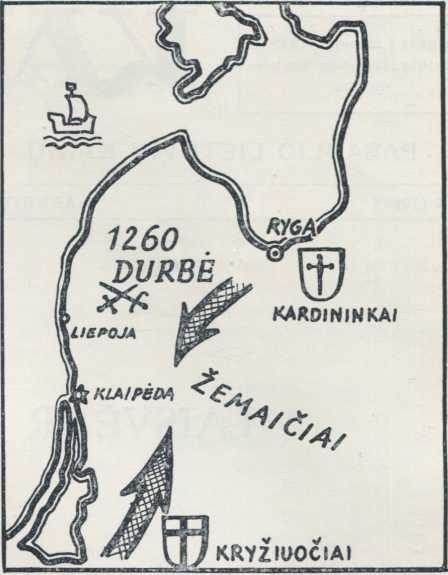 RYGA
1260
DURBĖ
KARDININKAI
LIEPOJA
KLAIPĖDA
ŽEMAIČIAI
KRYŽIUOČIAI